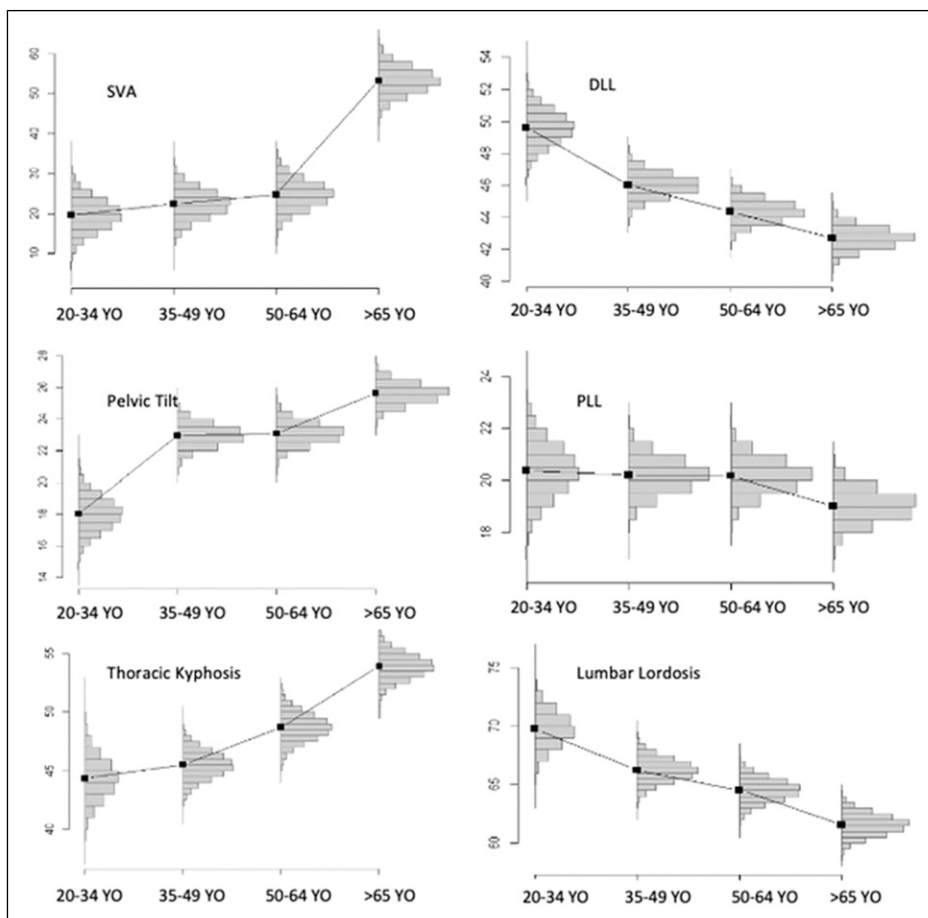 SVA
60
50
40
30
20
10
20-34 YO 35-49 YO 50-64 YO >65 YO
DLL
54
52
50
48
46
44
42
40
20-34 YO 35-49 YO 50-64 YO >65 YO
Pelvic Tilt
28
26
24
22
20
18
16
14
20-34 YO 35-49 YO 50-64 YO >65 YO
PLL
24
22
20
18
20-34 YO 35-49 YO 50-64 YO >65 YO
Thoracic Kyphosis
55
50
45
40
20-34 YO 35-49 YO 50-64 YO >65 YO
Lumbar Lordosis
75
70
65
60
20-34 YO 35-49 YO 50-64 YO >65 YO